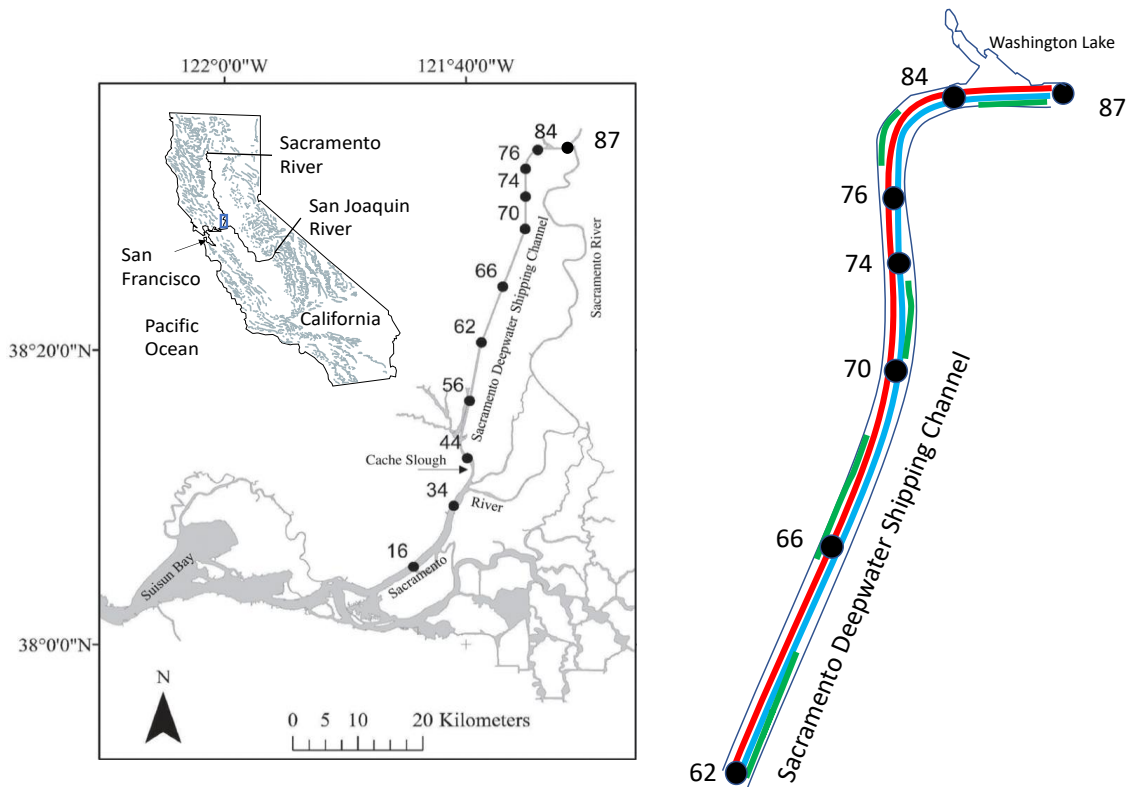 122°0'0"W
121°40'0"W
38°20'0"N
38°0'0"N
Sacramento
River
San Joaquin
River
San
Francisco
California
Pacific
Ocean
84
87
76
74
70
66
62
56
44
34
16
Sacramento Deepwater Shipping Channel
Sacramento River
Cache Slough
River
Sacramento
Suisun Bay
N
0 5 10 20 Kilometers
Washington Lake
84
87
76
74
70
66
62
Sacramento Deepwater Shipping Channel